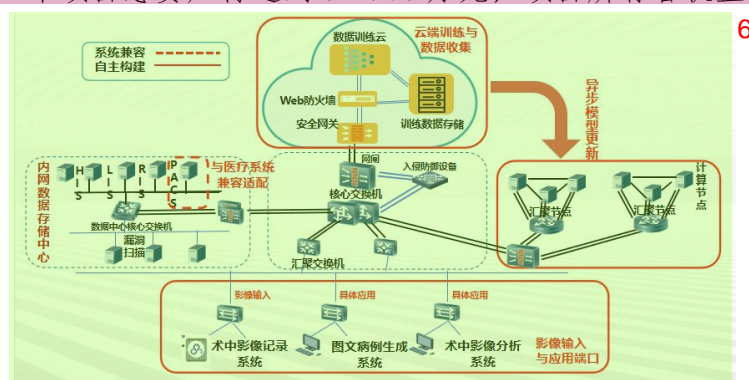 6
系统兼容
自主构建
数据训练云
云端训练与
数据收集
Web防火墙
安全网关
训练数据存储
异步模型更新
内网数据存储中心
HIS
LIS
RIS
PACS
与医疗系统
兼容适配
网闸
入侵防御设备
核心交换机
数据中心核心交换机
漏洞
扫描
汇聚交换机
汇聚节点
汇聚节点
计算节点
影像输入
具体应用
具体应用
术中影像记录
系统
图文病例生成
系统
术中影像分析
系统
影像输入
与应用端口